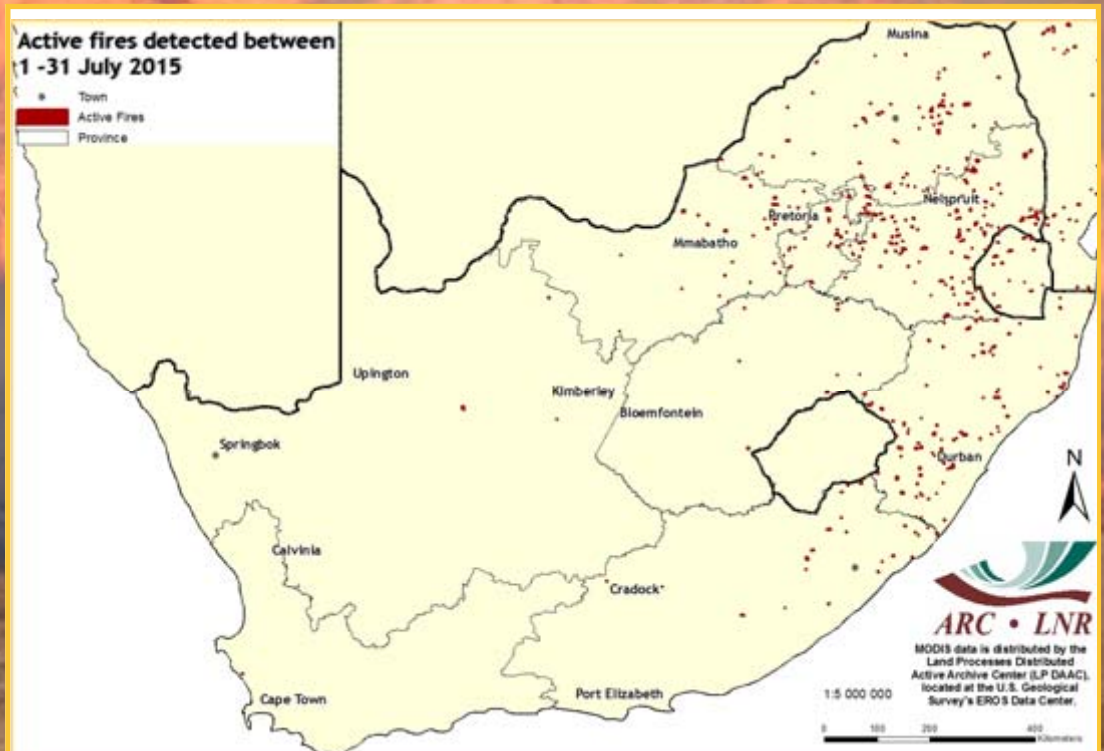 Active fires detected between
1 -31 July 2015
Town
Active Fires
Province
Musina
Pretoria
Nelspruit
Mmabatho
Upington
Kimberley
Bloemfontein
Springbok
Durban
N
Calvinia
Cradock
Cape Town
Port Elizabeth
ARC • LNR
MODIS data is distributed by the
Land Processes Distributed
Active Archive Center (LP DAAC),
located at the U.S. Geological
Survey's EROS Data Center.
1:5 000 000
0 100 200 400
Kilometers